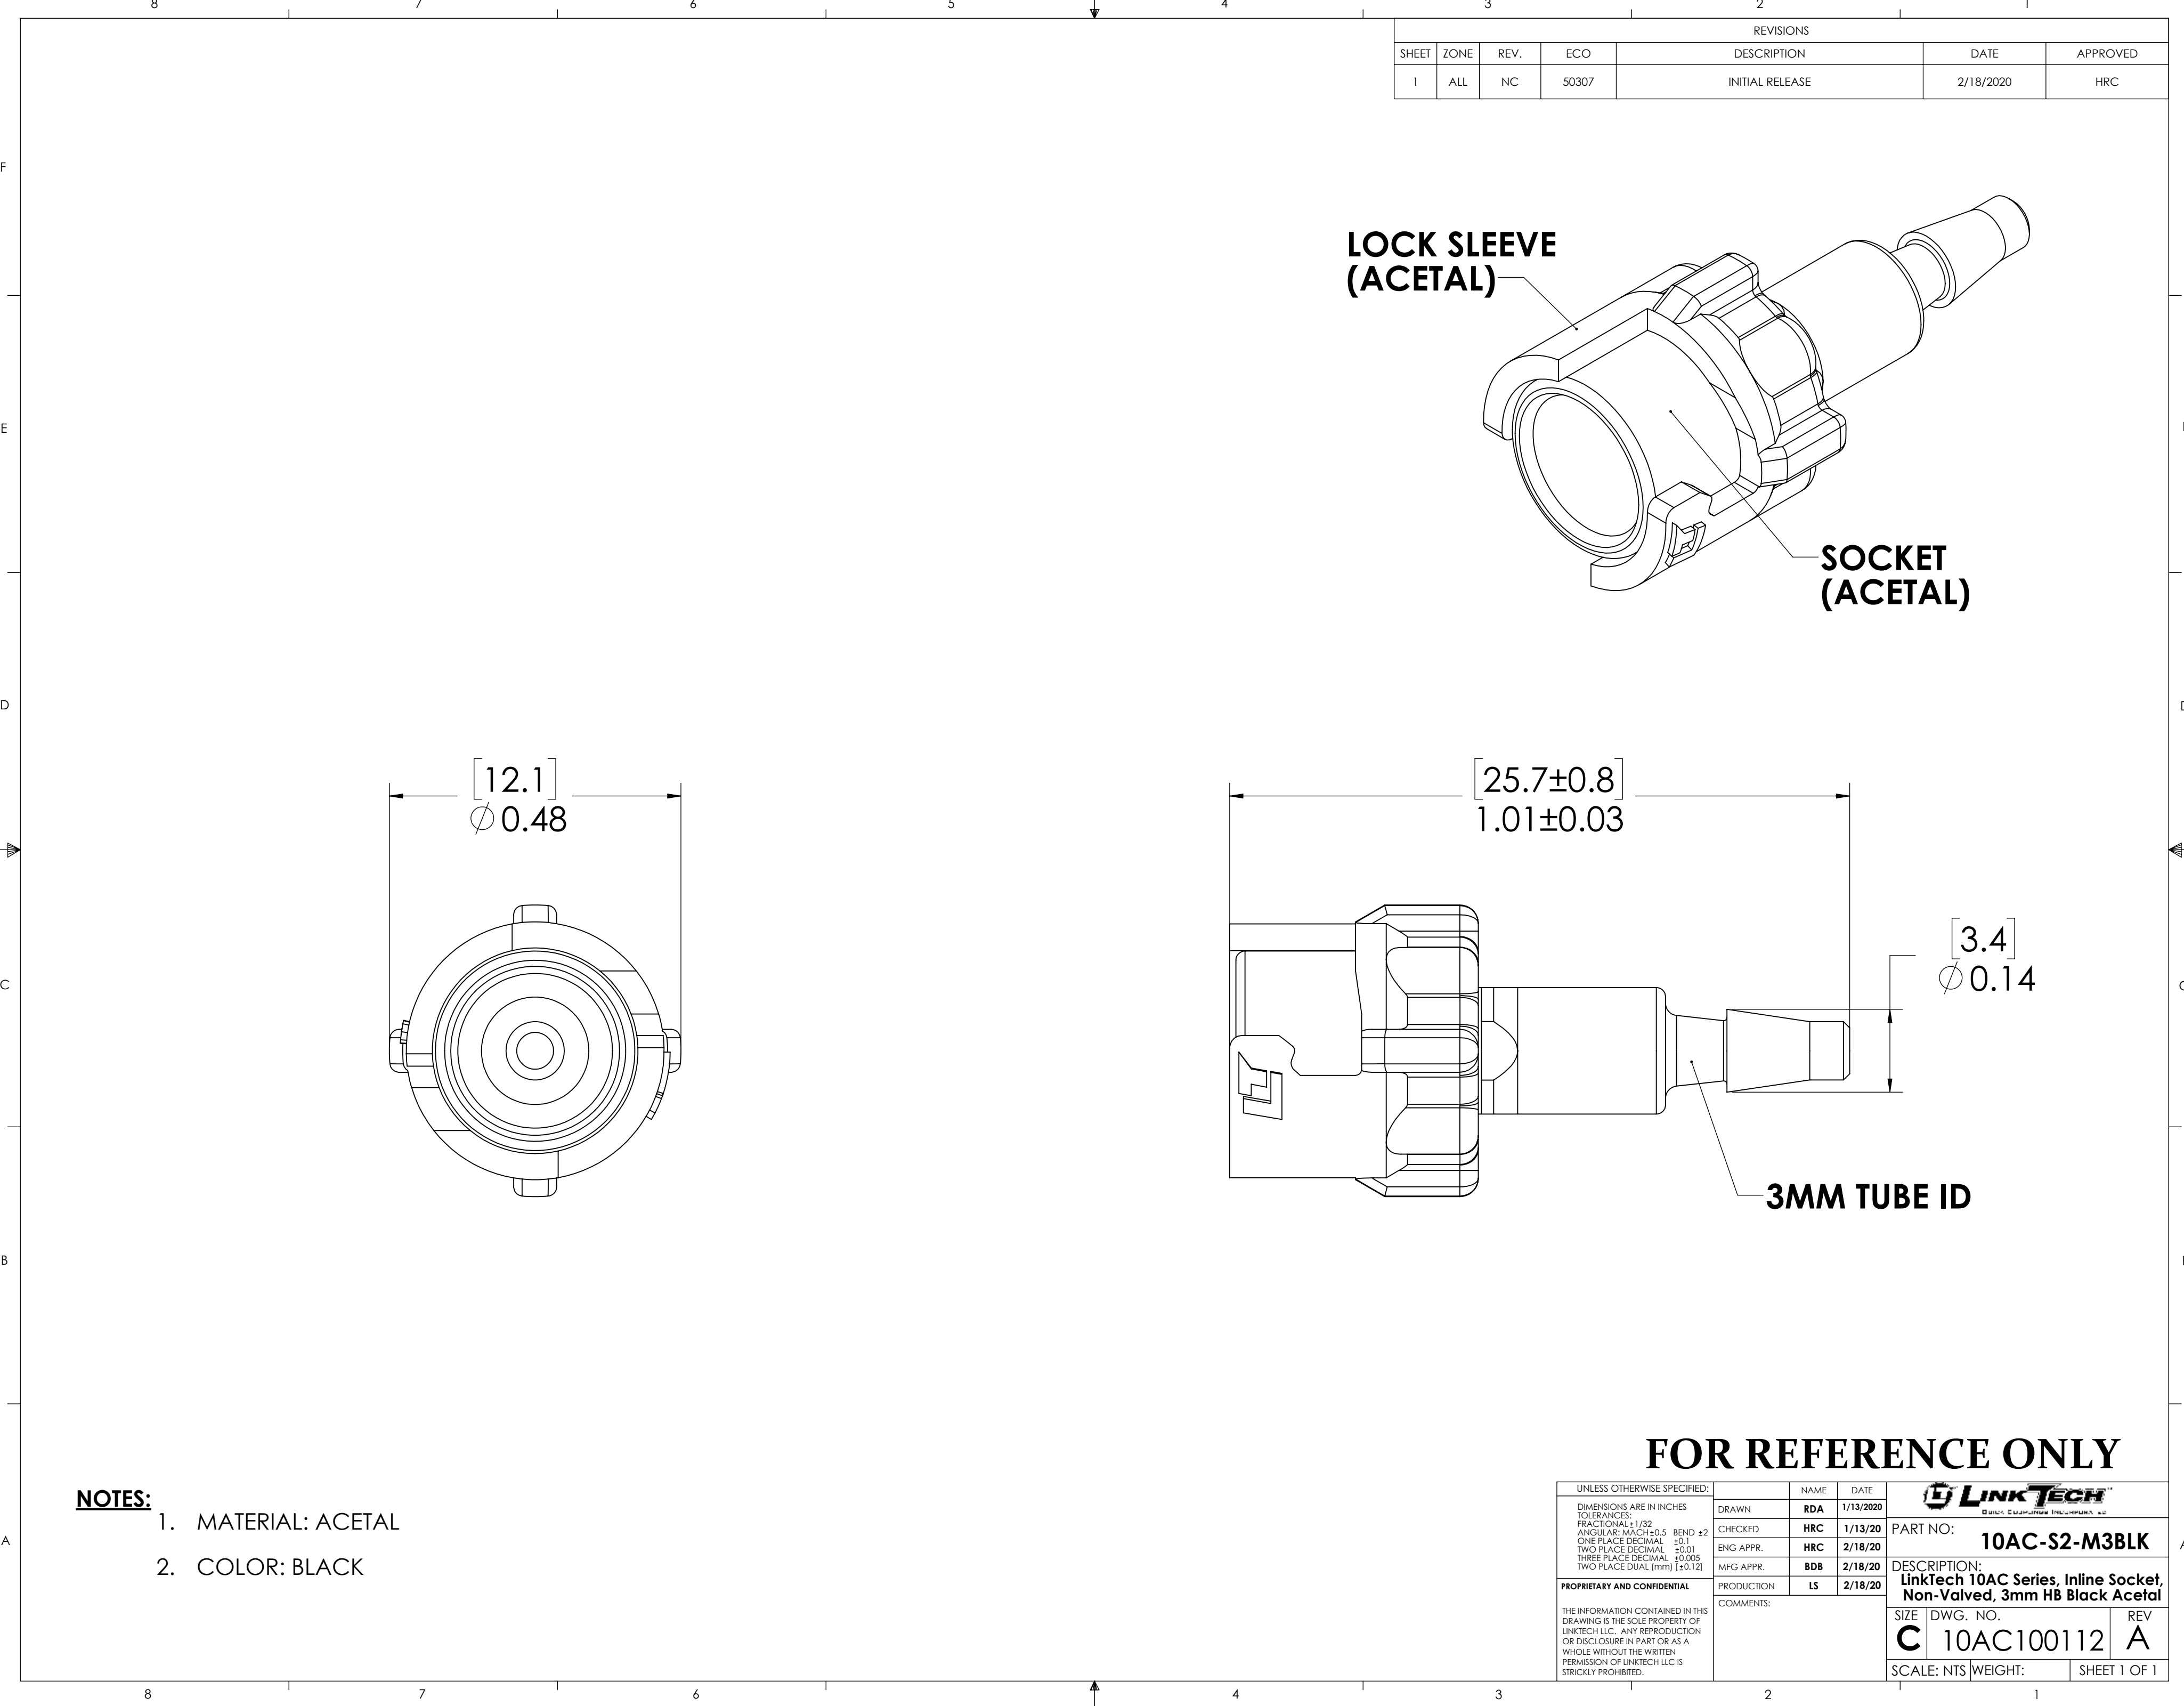 8 7 6 5 4 3 2 1
REVISIONS
SHEET ZONE REV. ECO DESCRIPTION DATE APPROVED
1 ALL NC 50307 INITIAL RELEASE 2/18/2020 HRC
F
E
D
C
B
A
LOCK SLEEVE
(ACETAL)
SOCKET
(ACETAL)
[12.1]
∅ 0.48
[25.7±0.8]
1.01±0.03
[3.4]
∅ 0.14
3MM TUBE ID
NOTES:
1. MATERIAL: ACETAL
2. COLOR: BLACK
FOR REFERENCE ONLY
UNLESS OTHERWISE SPECIFIED:
DIMENSIONS ARE IN INCHES
TOLERANCES:
FRACTIONAL ±1/32
ANGULAR: MACH ±0.5 BEND ±2
ONE PLACE DECIMAL ±0.1
TWO PLACE DECIMAL ±0.01
THREE PLACE DECIMAL ±0.005
TWO PLACE DUAL (mm) [±0.12]
PROPRIETARY AND CONFIDENTIAL
THE INFORMATION CONTAINED IN THIS
DRAWING IS THE SOLE PROPERTY OF
LINKTECH LLC. ANY REPRODUCTION
OR DISCLOSURE IN PART OR AS A
WHOLE WITHOUT THE WRITTEN
PERMISSION OF LINKTECH LLC IS
STRICKLY PROHIBITED.
NAME DATE
DRAWN RDA 1/13/2020
CHECKED HRC 1/13/20
ENG APPR. HRC 2/18/20
MFG APPR. BDB 2/18/20
PRODUCTION LS 2/18/20
COMMENTS:
LINKTECH
PART NO: 10AC-S2-M3BLK
DESCRIPTION:
LinkTech 10AC Series, Inline Socket,
Non-Valved, 3mm HB Black Acetal
SIZE DWG. NO. REV
C 10AC100112 A
SCALE: NTS WEIGHT: SHEET 1 OF 1
8 7 6 4 3 2 1